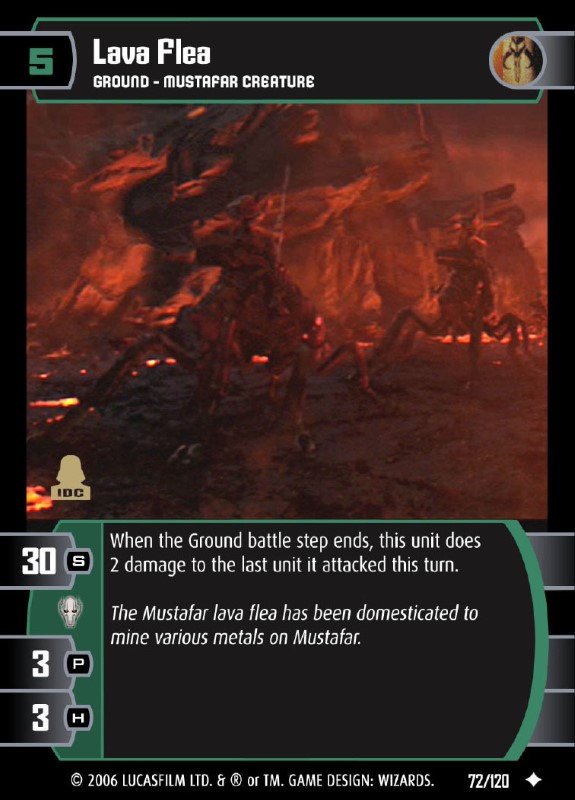 5
Lava Flea
GROUND - MUSTAFAR CREATURE
IDC
30 S
When the Ground battle step ends, this unit does
2 damage to the last unit it attacked this turn.
The Mustafar lava flea has been domesticated to
mine various metals on Mustafar.
3 P
3 H
© 2006 LUCASFILM LTD. & ® or TM. GAME DESIGN: WIZARDS. 72/120